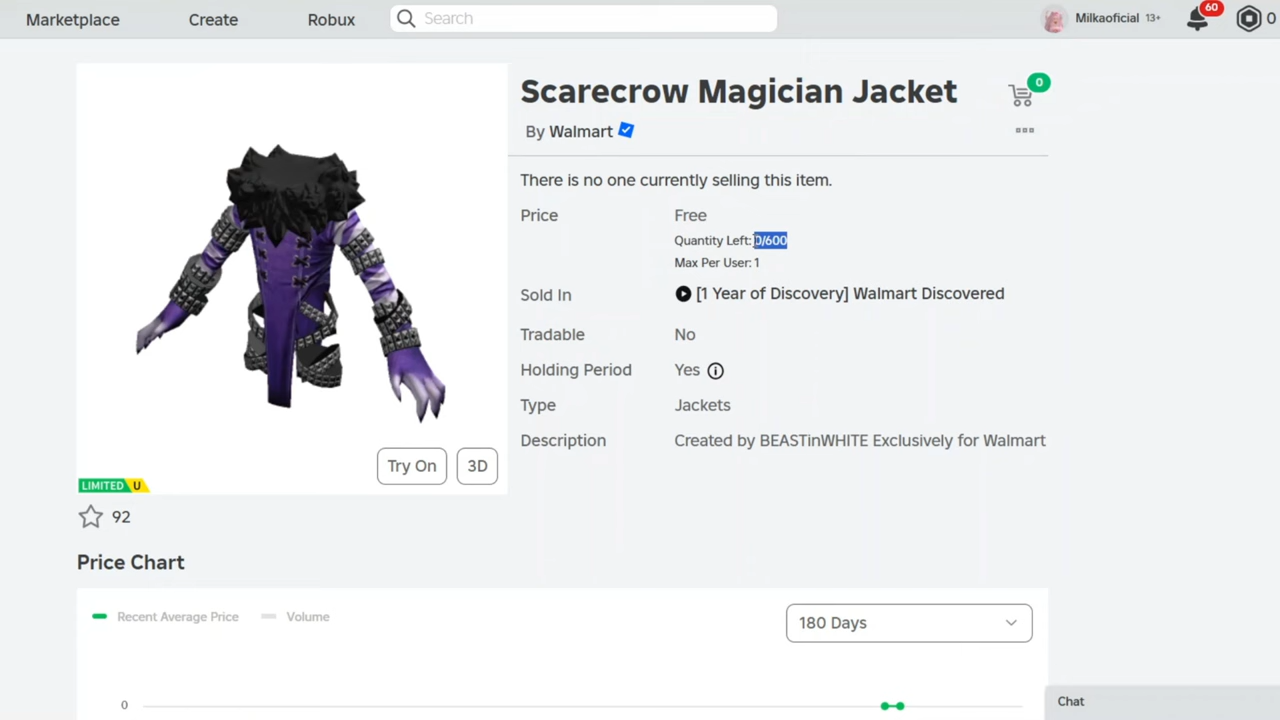 Marketplace Create Robux Search Milkaoficial 13+ 60 0
Scarecrow Magician Jacket 0
By Walmart
There is no one currently selling this item.
Price Free
Quantity Left: 0/600
Max Per User: 1
Sold In [1 Year of Discovery] Walmart Discovered
Tradable No
Holding Period Yes
Type Jackets
Description Created by BEASTinWHITE Exclusively for Walmart
Try On 3D
LIMITED U
92
Price Chart
Recent Average Price Volume 180 Days
0
Chat